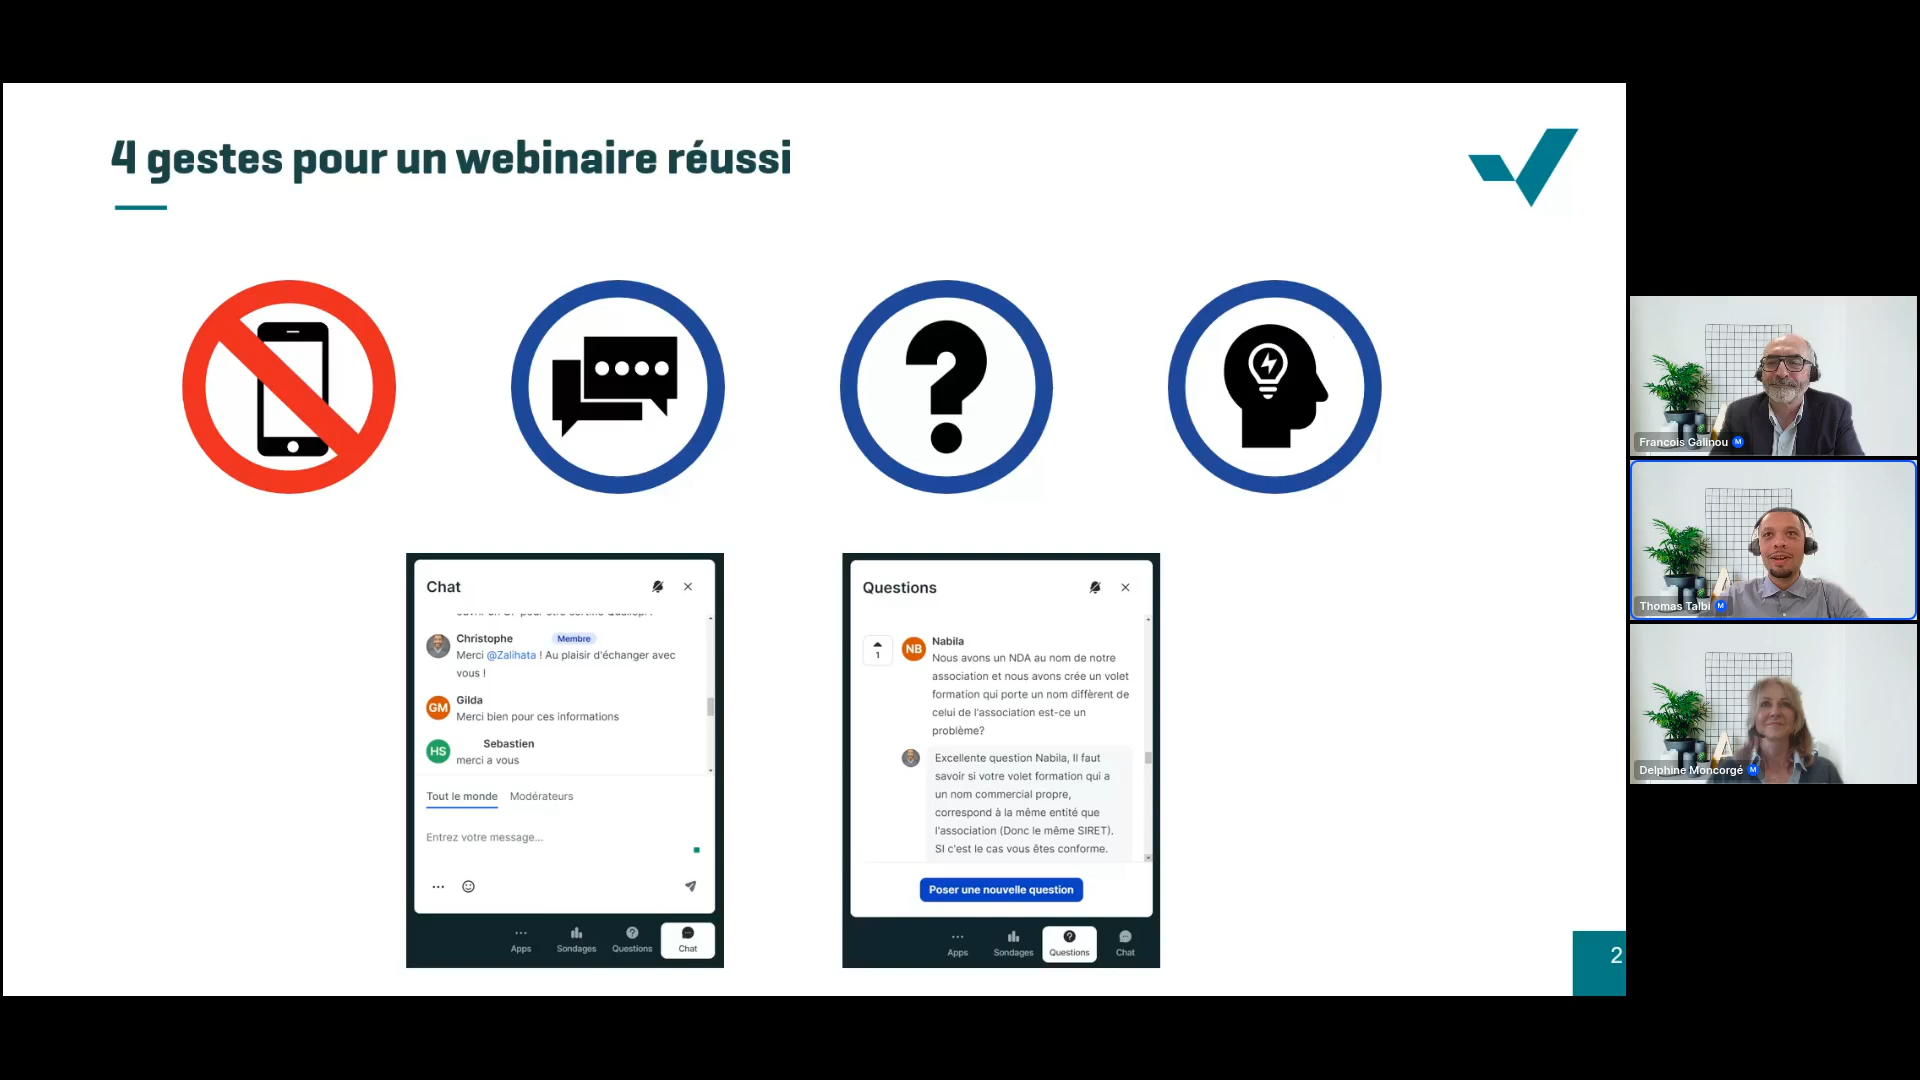 4 gestes pour un webinaire réussi
Chat
Christophe
Membre
Merci @Zalihata ! Au plaisir d'échanger avec
vous !
GM
Gilda
Merci bien pour ces informations
HS
Sebastien
merci a vous
Tout le monde
Modérateurs
Entrez votre message...
Apps
Sondages
Questions
Chat
Questions
1
NB
Nabila
Nous avons un NDA au nom de notre
association et nous avons crée un volet
formation qui porte un nom diffèrent de
celui de l'association est-ce un
problème?
Excellente question Nabila, Il faut
savoir si votre volet formation qui a
un nom commercial propre,
correspond à la même entité que
l'association (Donc le même SIRET).
SI c'est le cas vous êtes conforme.
Poser une nouvelle question
Apps
Sondages
Questions
Chat
2
François Galinou M
Thomas Talbi M
Delphine Moncorgé M